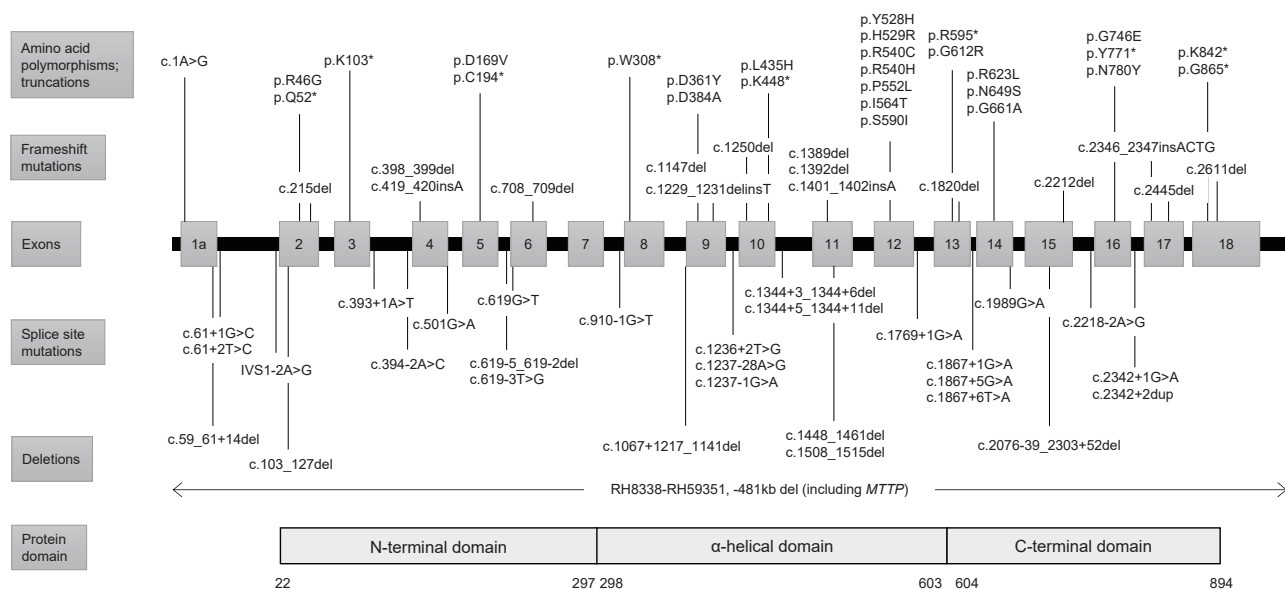 Amino acid
polymorphisms;
truncations
c.1A>G
p.R46G
p.Q52*
p.K103*
p.D169V
p.C194*
p.W308*
p.D361Y
p.D384A
p.L435H
p.K448*
p.Y528H
p.H529R
p.R540C
p.R540H
p.P552L
p.I564T
p.S590I
p.R595*
p.G612R
p.R623L
p.N649S
p.G661A
p.G746E
p.Y771*
p.N780Y
p.K842*
p.G865*
Frameshift
mutations
c.215del
c.398_399del
c.419_420insA
c.708_709del
c.1147del
c.1229_1231delinsT
c.1250del
c.1389del
c.1392del
c.1401_1402insA
c.1820del
c.2212del
c.2346_2347insACTG
c.2445del
c.2611del
Exons
1a
2
3
4
5
6
7
8
9
10
11
12
13
14
15
16
17
18
Splice site
mutations
c.61+1G>C
c.61+2T>C
IVS1-2A>G
c.393+1A>T
c.394-2A>C
c.501G>A
c.619G>T
c.619-5_619-2del
c.619-3T>G
c.910-1G>T
c.1236+2T>G
c.1237-28A>G
c.1237-1G>A
c.1344+3_1344+6del
c.1344+5_1344+11del
c.1769+1G>A
c.1867+1G>A
c.1867+5G>A
c.1867+6T>A
c.1989G>A
c.2218-2A>G
c.2342+1G>A
c.2342+2dup
Deletions
c.59_61+14del
c.103_127del
c.1067+1217_1141del
c.1448_1461del
c.1508_1515del
c.2076-39_2303+52del
RH8338-RH59351, -481kb del (including MTTP)
Protein
domain
N-terminal domain
α-helical domain
C-terminal domain
22
297
298
603
604
894